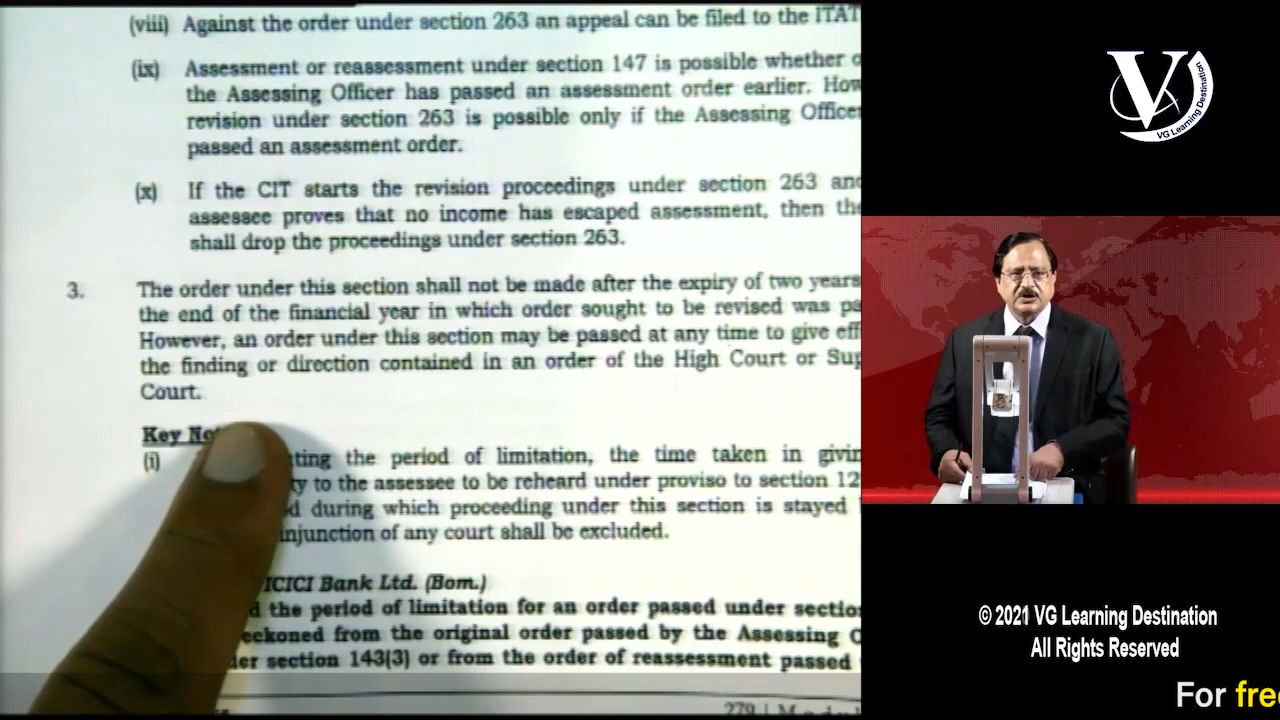 (viii) Against the order under section 263 an appeal can be filed to the ITAT
(ix) Assessment or reassessment under section 147 is possible whether
the Assessing Officer has passed an assessment order earlier.
revision under section 263 is possible only if the Assessing Officer
passed an assessment order.
(x) If the CIT starts the revision proceedings under section 263 and
assessee proves that no income has escaped assessment, then the
shall drop the proceedings under section 263.
3. The order under this section shall not be made after the expiry of two years
the end of the financial year in which order sought to be revised was
However, an order under this section may be passed at any time to give
the finding or direction contained in an order of the High Court or
Court.
Key
(i) the period of limitation, the time taken in
to the assessee to be reheard under proviso to section
during which proceeding under this section is stayed
injunction of any court shall be excluded.
ICICI Bank Ltd. (Bom.)
the period of limitation for an order passed under
from the original order passed by the Assessing
section 143(3) or from the order of reassessment passed
279 |
V
VG Learning Destination
© 2021 VG Learning Destination
All Rights Reserved
For